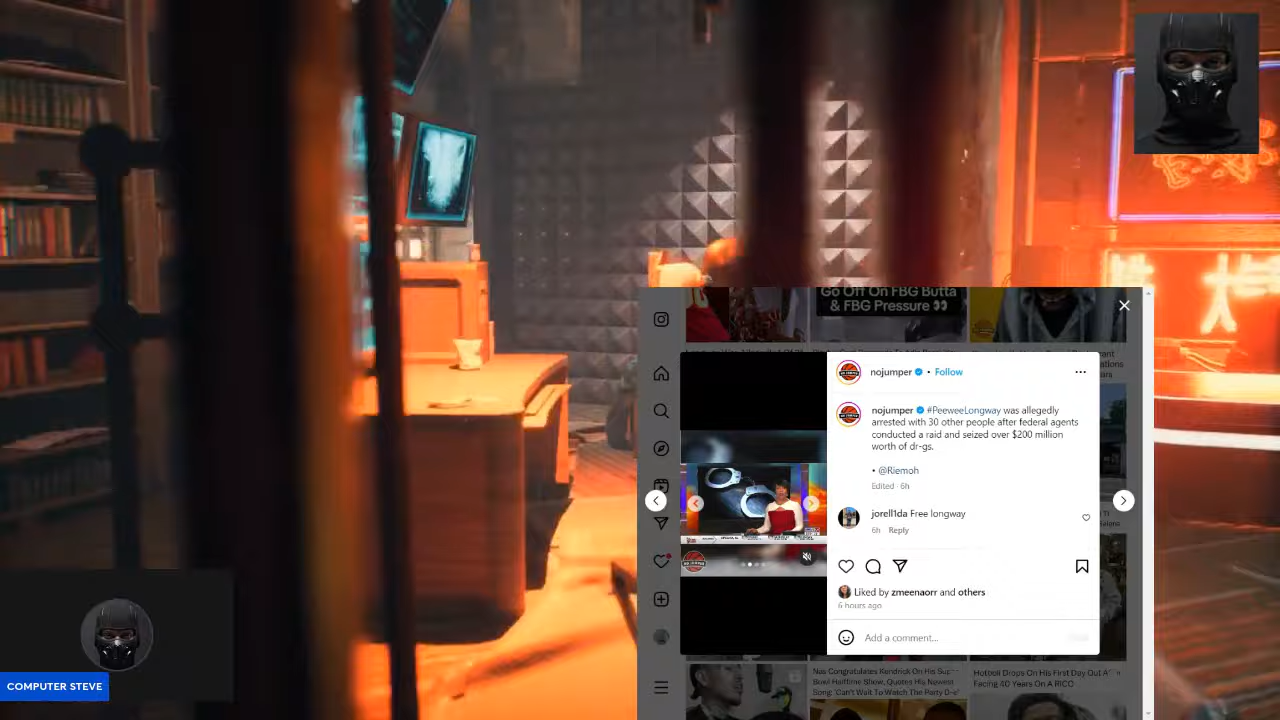 Go Off On FBG Butta
& FBG Pressure 👀
nojumper • Follow
nojumper #PeeweeLongway was allegedly
arrested with 30 other people after federal agents
conducted a raid and seized over $200 million
worth of dr-gs.
• @Riemoh
Edited · 6h
jorell1da Free longway
6h Reply
Liked by zmeenaorr and others
6 hours ago
Add a comment...
COMPUTER STEVE
Nas Congratulates Kendrick On His Super
Bowl Halftime Show, Quotes His Newest
Song: 'Can't Wait To Watch The Party D-e'
Hotboii Drops On His First Day Out A
Facing 40 Years On A RICO